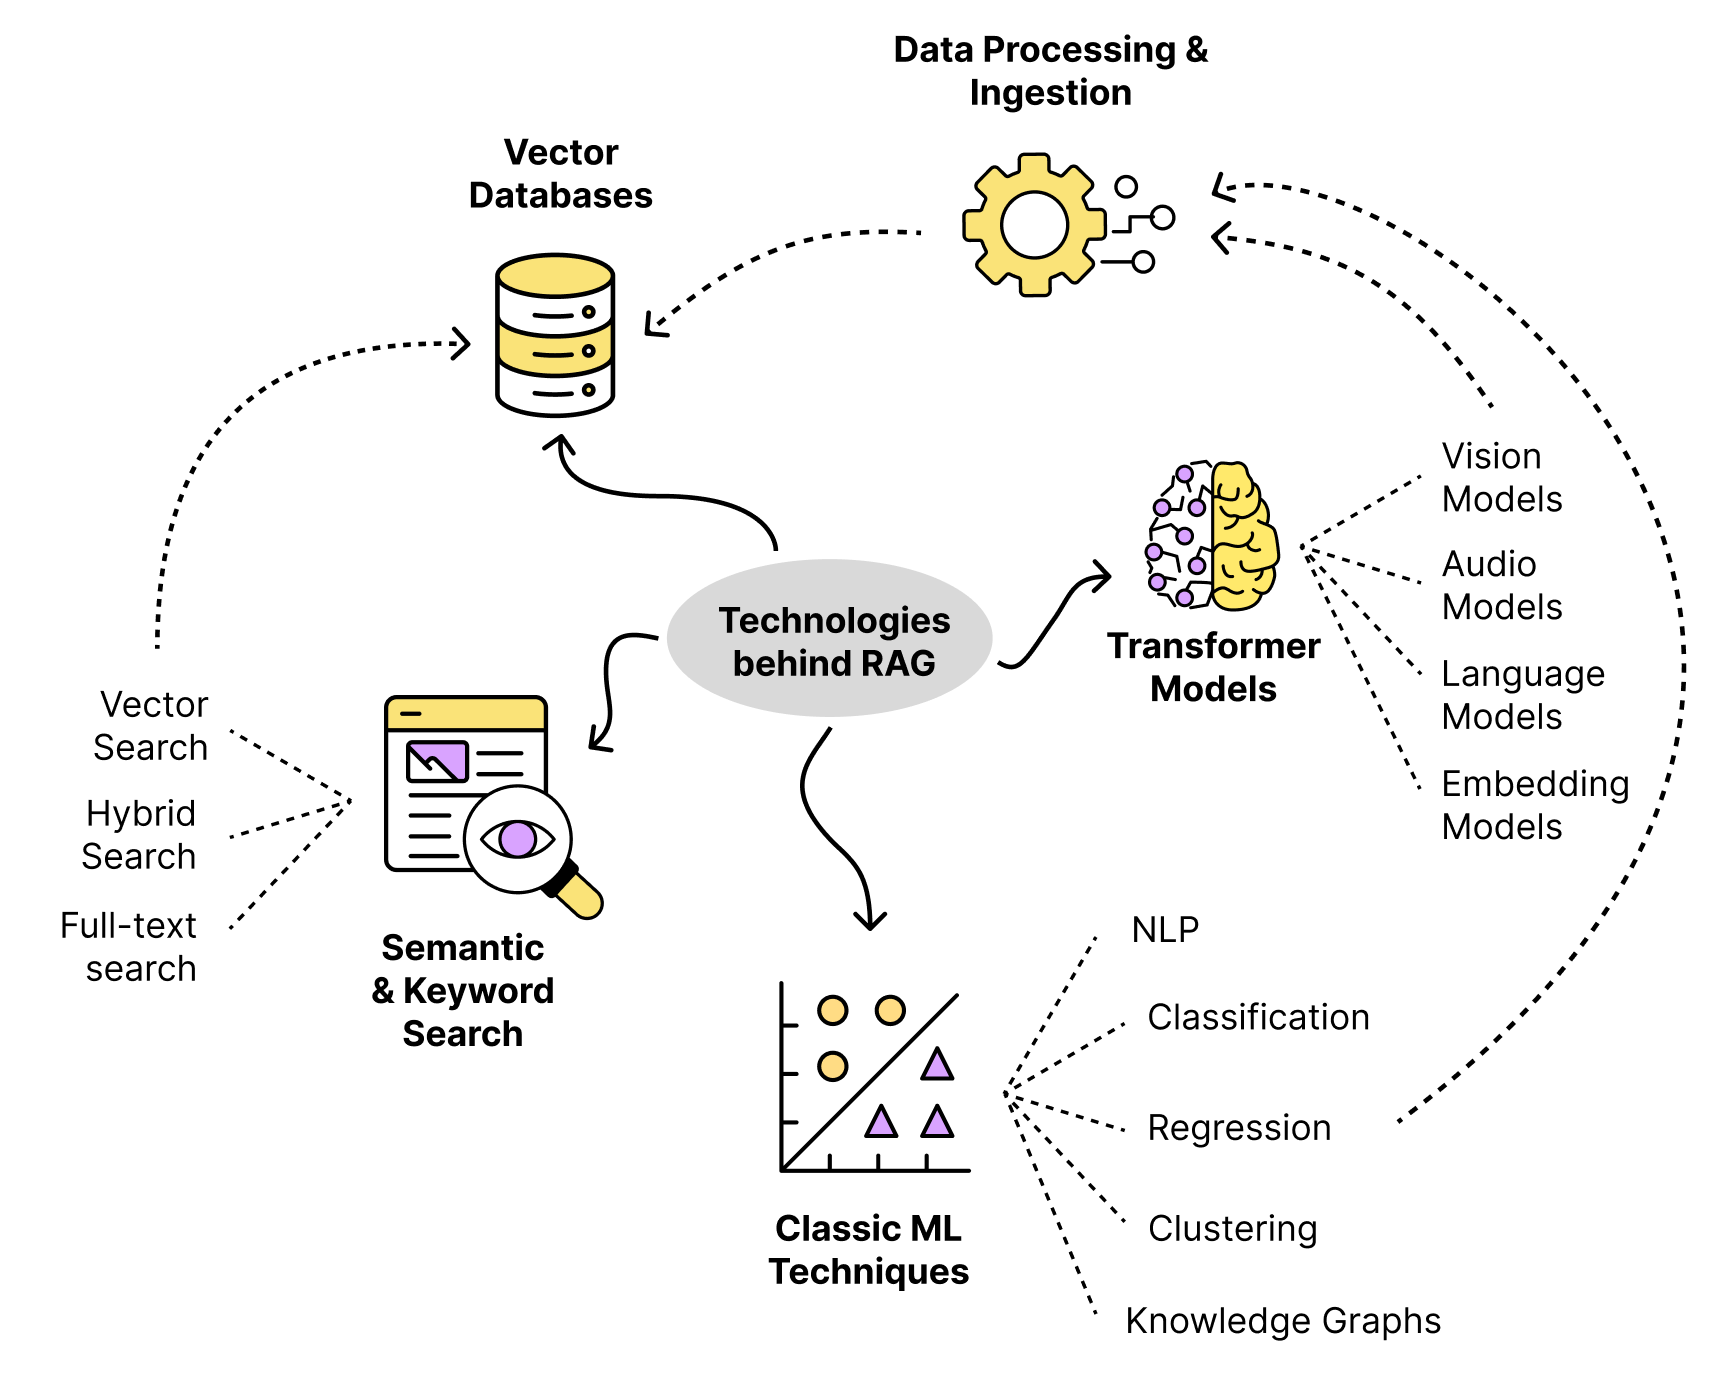 Data Processing &
Ingestion
Vector
Databases
Technologies
behind RAG
Transformer
Models
Vision
Models
Audio
Models
Language
Models
Embedding
Models
Vector
Search
Hybrid
Search
Full-text
search
Semantic
& Keyword
Search
Classic ML
Techniques
NLP
Classification
Regression
Clustering
Knowledge Graphs